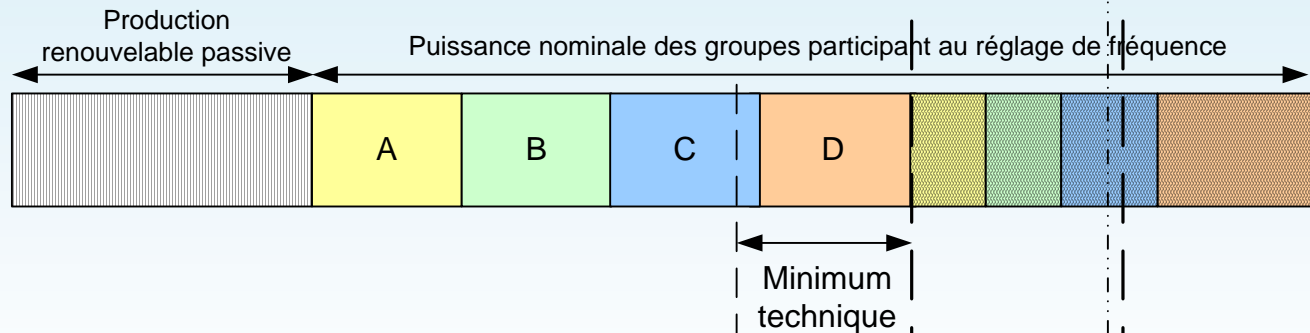 Production
renouvelable passive
Puissance nominale des groupes participant au réglage de fréquence
A
B
C
D
Minimum
technique